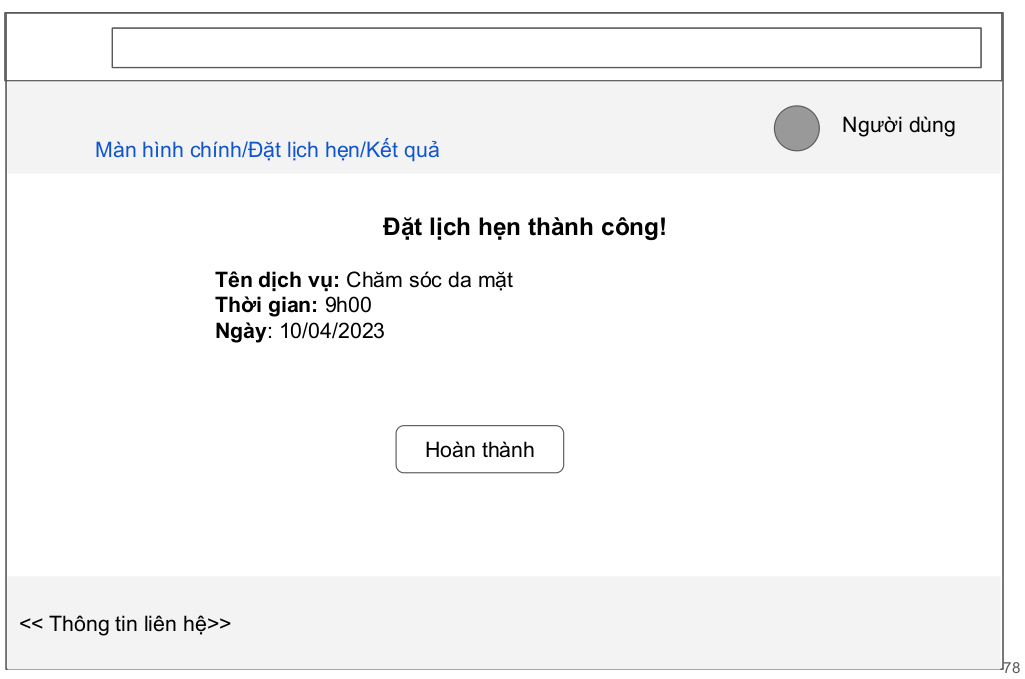 Người dùng
Màn hình chính/Đặt lịch hẹn/Kết quả
Đặt lịch hẹn thành công!
Tên dịch vụ: Chăm sóc da mặt
Thời gian: 9h00
Ngày: 10/04/2023
Hoàn thành
<< Thông tin liên hệ>>
78